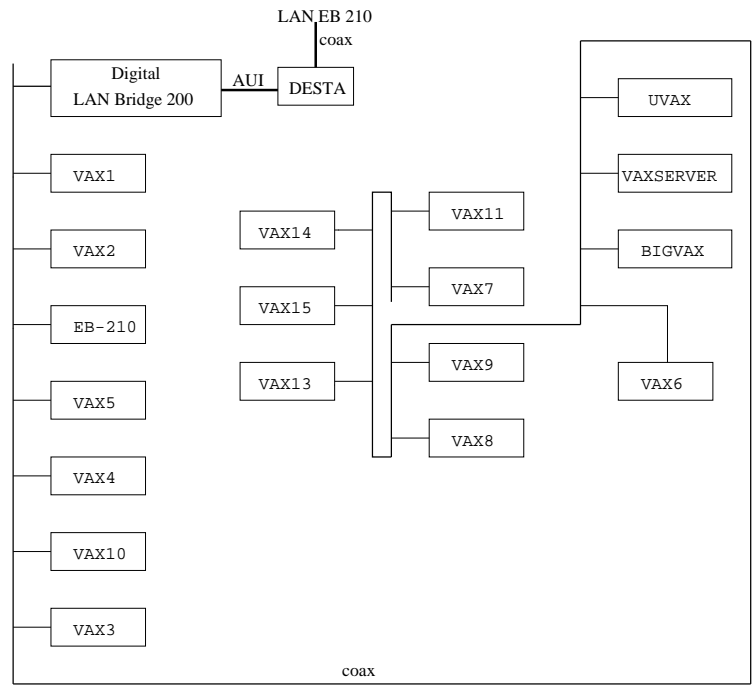 LAN EB 210
coax
Digital
LAN Bridge 200
AUI
DESTA
VAX1
VAX2
EB-210
VAX5
VAX4
VAX10
VAX3
VAX14
VAX15
VAX13
VAX11
VAX7
VAX9
VAX8
UVAX
VAXSERVER
BIGVAX
VAX6
coax